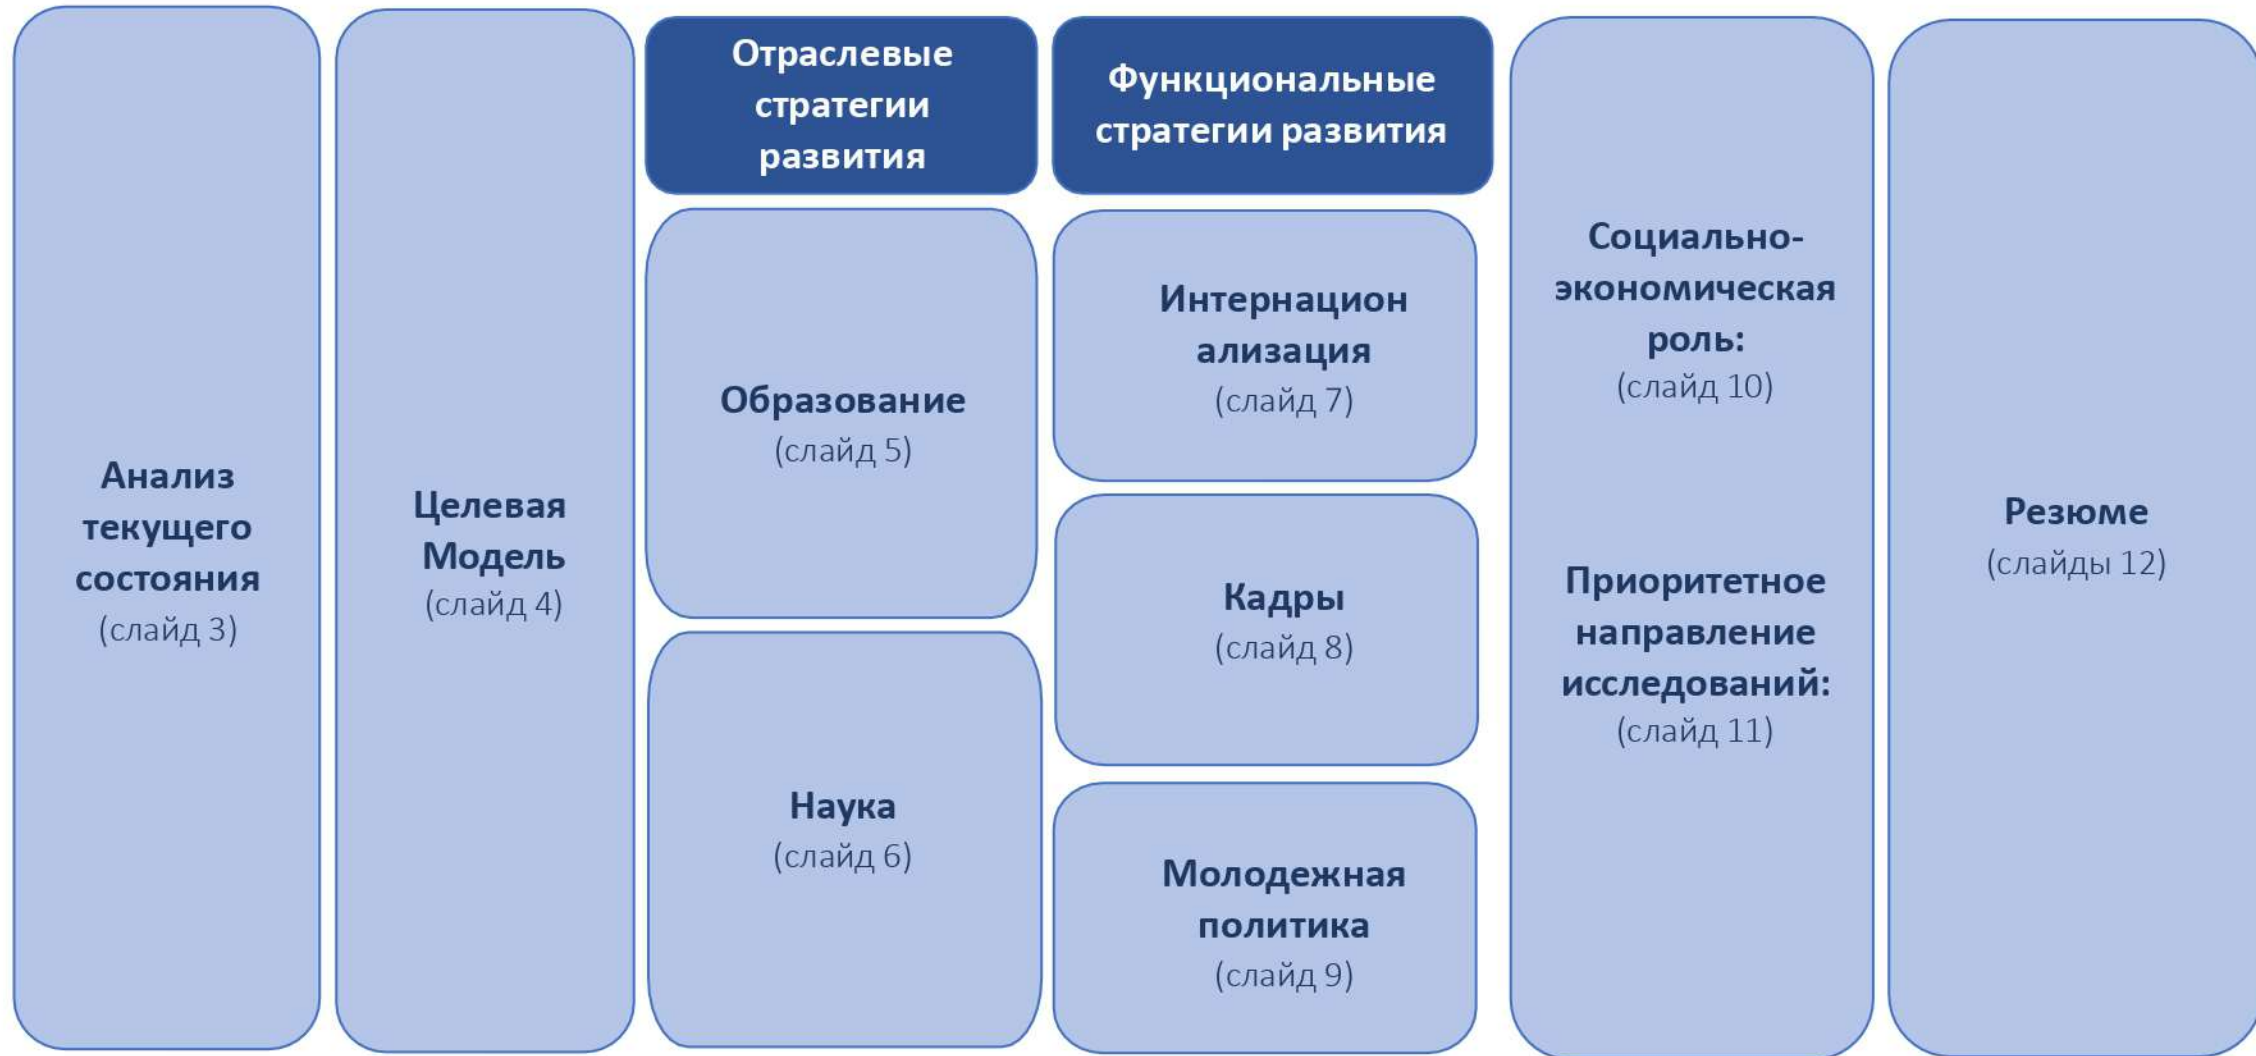 Анализ
текущего
состояния
(слайд 3)
Целевая
Модель
(слайд 4)
Отраслевые
стратегии
развития
Образование
(слайд 5)
Наука
(слайд 6)
Функциональные
стратегии развития
Интернацион
ализация
(слайд 7)
Кадры
(слайд 8)
Молодежная
политика
(слайд 9)
Социально-
экономическая
роль:
(слайд 10)
Приоритетное
направление
исследований:
(слайд 11)
Резюме
(слайды 12)